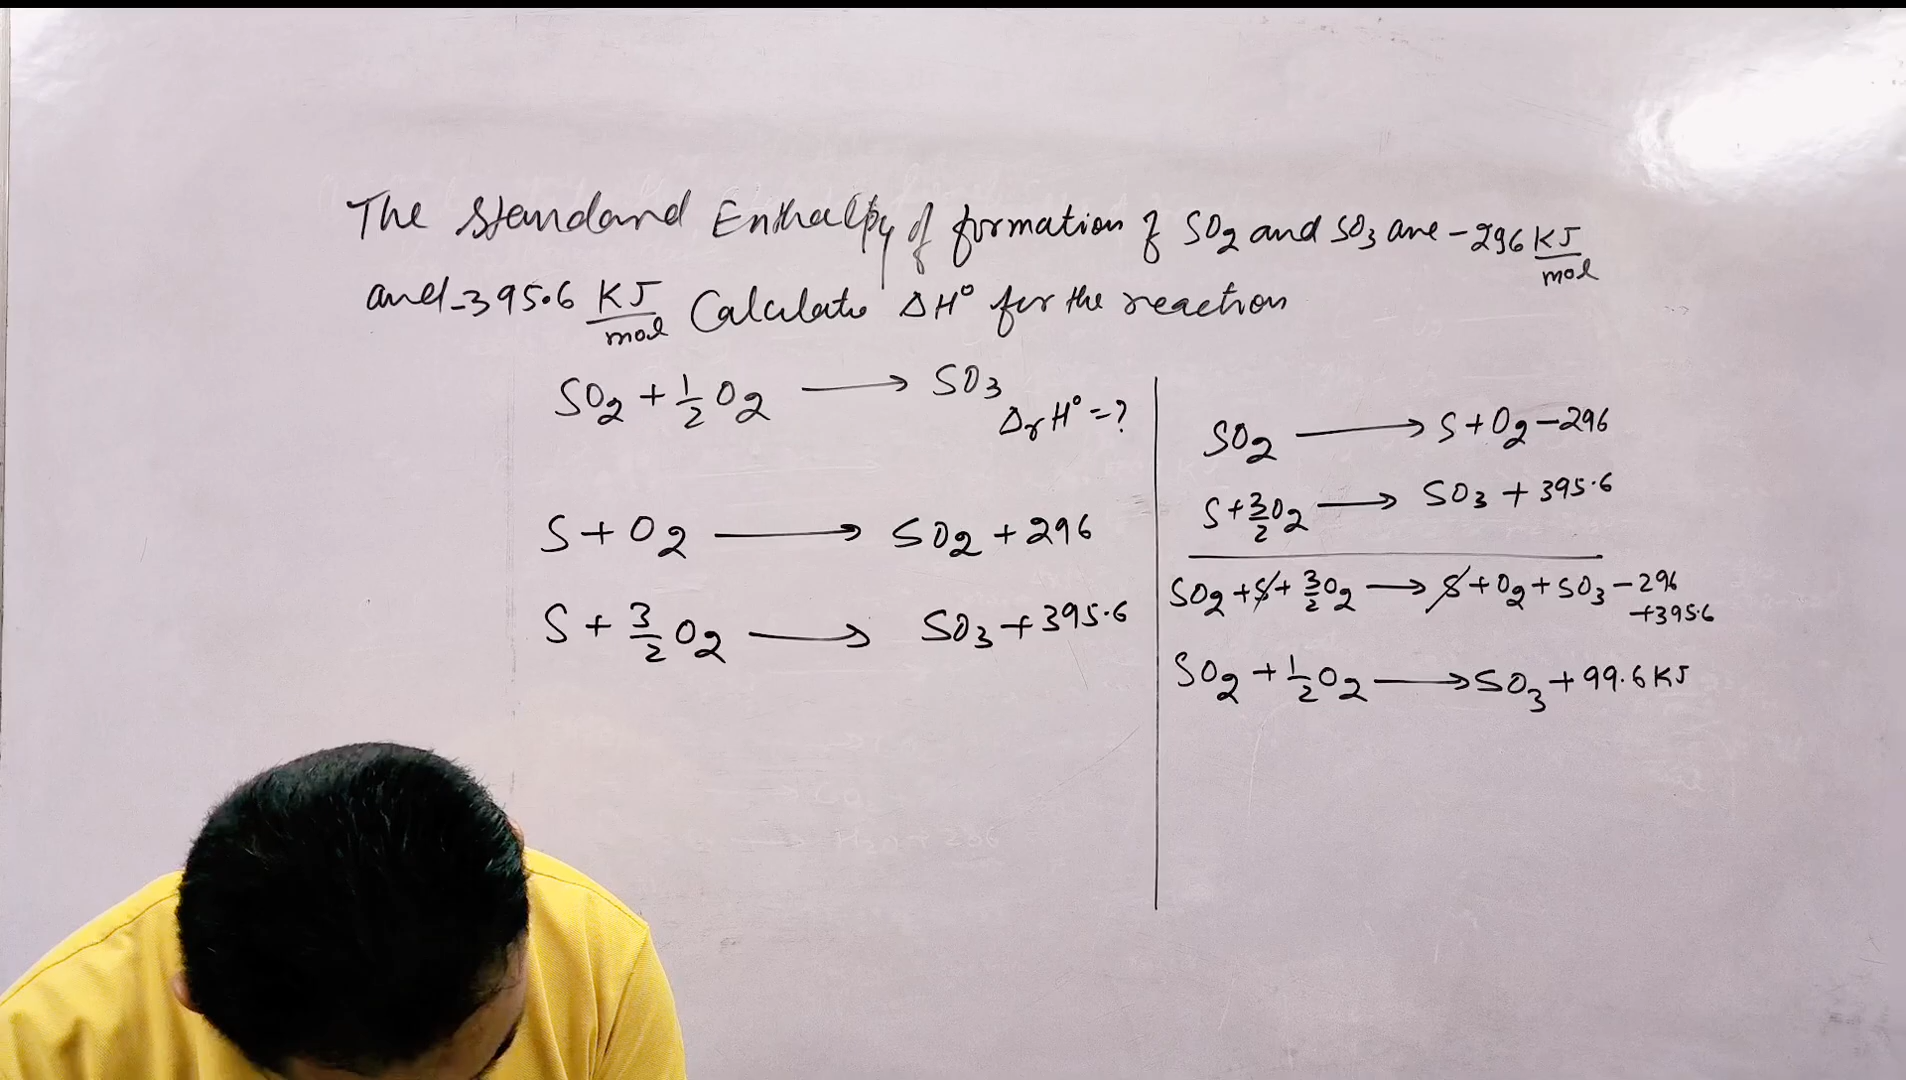 The standard Enthalpy of formation of SO₂ and SO₃ are -296 KJ/mol
and -395.6 KJ/mol Calculate ΔH° for the reaction
SO₂ + 1/2 O₂ ⟶ SO₃
ΔrH° = ?
S + O₂ ⟶ SO₂ + 296
S + 3/2 O₂ ⟶ SO₃ + 395.6
SO₂ ⟶ S + O₂ - 296
S + 3/2 O₂ ⟶ SO₃ + 395.6
SO₂ + S + 3/2 O₂ ⟶ S + O₂ + SO₃ - 296
+395.6
SO₂ + 1/2 O₂ ⟶ SO₃ + 99.6 KJ